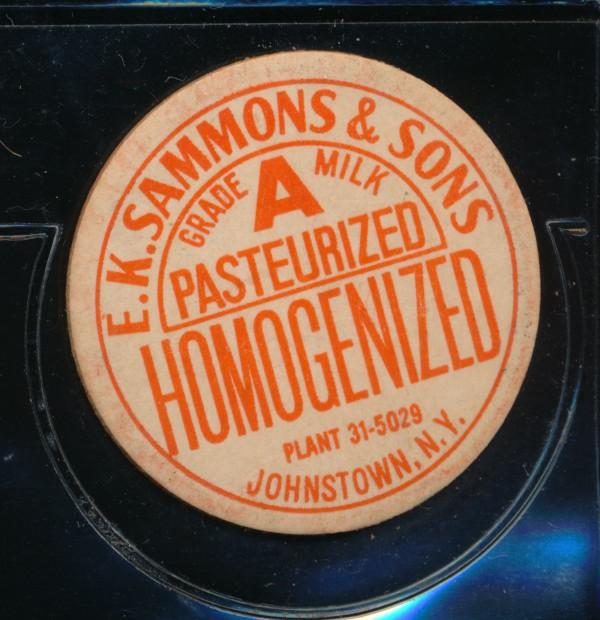 E.K. SAMMONS & SONS
GRADE A MILK
PASTEURIZED
HOMOGENIZED
PLANT 31-5029
JOHNSTOWN, N.Y.